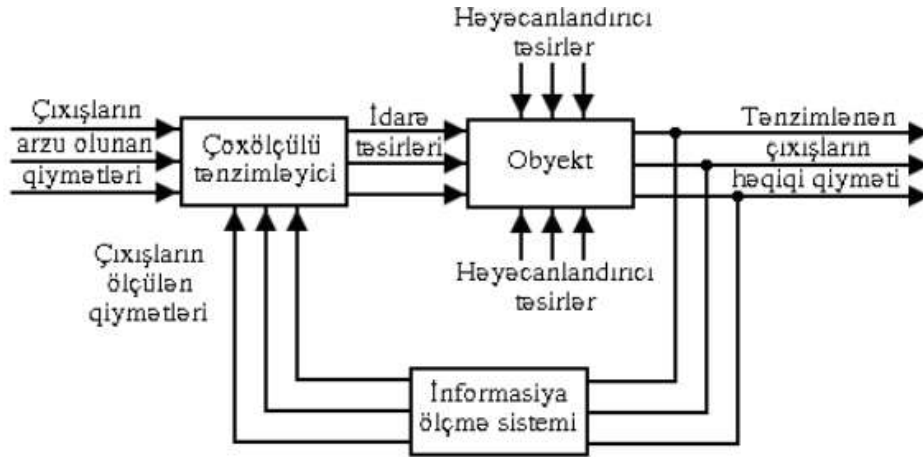 Həyəcanlandırıcı
təsirlər
Çıxışların
arzu olunan
qiymətləri
Çoxölçülü
tənzimləyici
İdarə
təsirləri
Obyekt
Tənzimlənən
çıxışların
həqiqi qiyməti
Çıxışların
ölçülən
qiymətləri
Həyəcanlandırıcı
təsirlər
İnformasiya
ölçmə sistemi